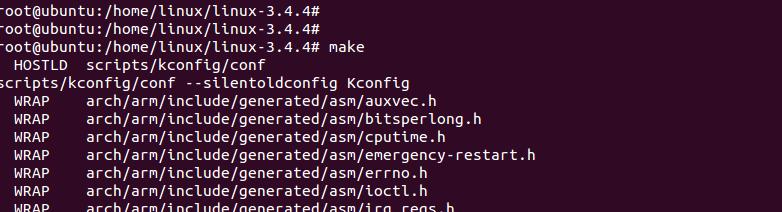 root@ubuntu:/home/linux/linux-3.4.4#
root@ubuntu:/home/linux/linux-3.4.4#
root@ubuntu:/home/linux/linux-3.4.4# make
HOSTLD scripts/kconfig/conf
scripts/kconfig/conf --silentoldconfig Kconfig
WRAP arch/arm/include/generated/asm/auxvec.h
WRAP arch/arm/include/generated/asm/bitsperlong.h
WRAP arch/arm/include/generated/asm/cputime.h
WRAP arch/arm/include/generated/asm/emergency-restart.h
WRAP arch/arm/include/generated/asm/errno.h
WRAP arch/arm/include/generated/asm/ioctl.h
WRAP arch/arm/include/generated/asm/irq_regs.h